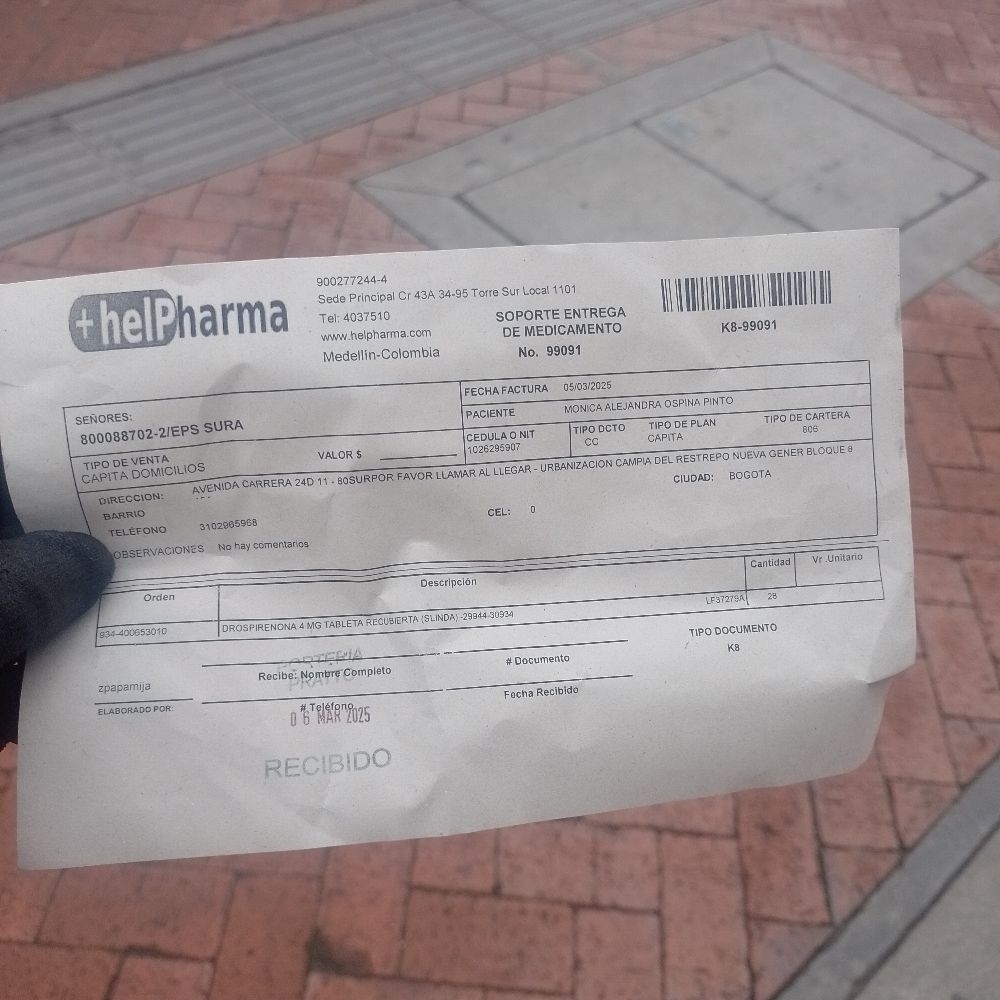 +helPharma
900277244-4
Sede Principal Cr 43A 34-95 Torre Sur Local 1101
Tel: 4037510
www.helpharma.com
Medellin-Colombia
SOPORTE ENTREGA
DE MEDICAMENTO
No. 99091
K8-99091
SEÑORES:
800088702-2/EPS SURA
FECHA FACTURA 05/03/2025
PACIENTE MONICA ALEJANDRA OSPINA PINTO
CEDULA O NIT
1026295907
TIPO DCTO
CC
TIPO DE PLAN
CAPITA
TIPO DE CARTERA
806
TIPO DE VENTA
CAPITA DOMICILIOS
VALOR $
DIRECCION: AVENIDA CARRERA 24D 11 - 80SURPOR FAVOR LLAMAR AL LLEGAR - URBANIZACION CAMPIA DEL RESTREPO NUEVA GENER BLOQUE 8
BARRIO
CIUDAD: BOGOTA
TELÉFONO 3102965968
CEL: 0
OBSERVACIONES No hay comentarios
Orden Descripción Cantidad Vr .Unitario
934-400653010 DROSPIRENONA 4 MG TABLETA RECUBIERTA (SLINDA) -29944-30934 LF37279A 28
TIPO DOCUMENTO
K8
zpapamija
ELABORADO POR:
PORTERIA
Recibe: Nombre Completo
# Documento
# Teléfono
Fecha Recibido
06 MAR 2025
RECIBIDO